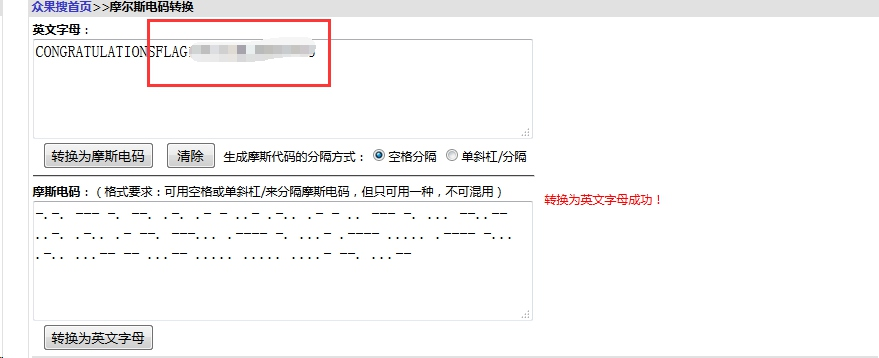 众果搜首页>>摩尔斯电码转换
英文字母：
CONGRATULATIONSFLAG
转换为摩斯电码 清除 生成摩斯代码的分隔方式： 空格分隔 单斜杠/分隔
摩斯电码：（格式要求：可用空格或单斜杠/来分隔摩斯电码，但只可用一种，不可混用）
转换为英文字母成功！
-.-. --- -. --. .-. .- - ..- .-.. .- - .. --- -. ... --..--
..-. .-.. .- --. ---... .---- -. ...- .---- ..... .---- -...
.-.. ...-- -- ...-- ..... ..... ....- --. ...--
转换为英文字母